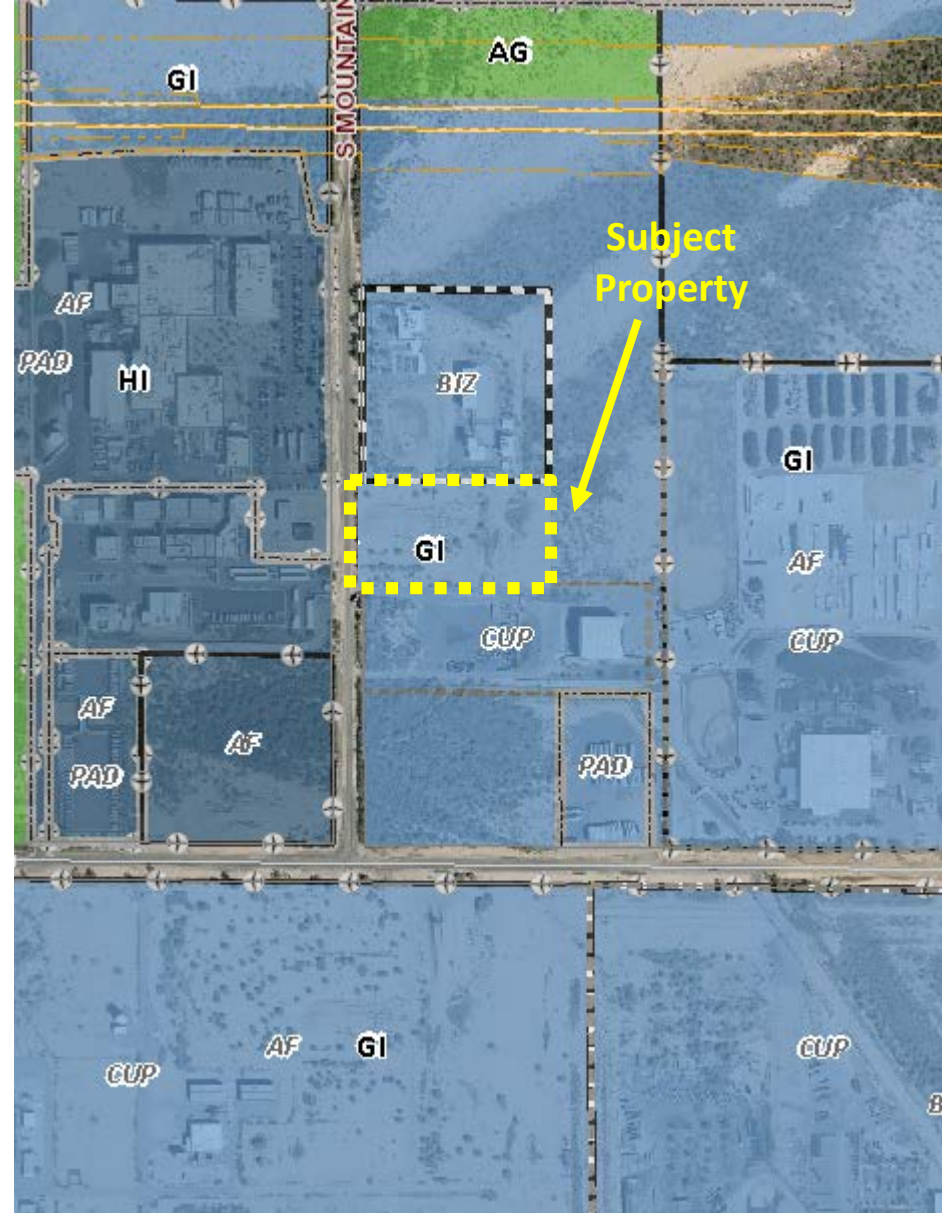 S MOUNTAIN
AG
GI
Subject
Property
AF
PAD
HI
BIZ
GI
GI
AF
CUP
CUP
AF
PAD
AF
PAD
AF
GI
CUP
CUP
B